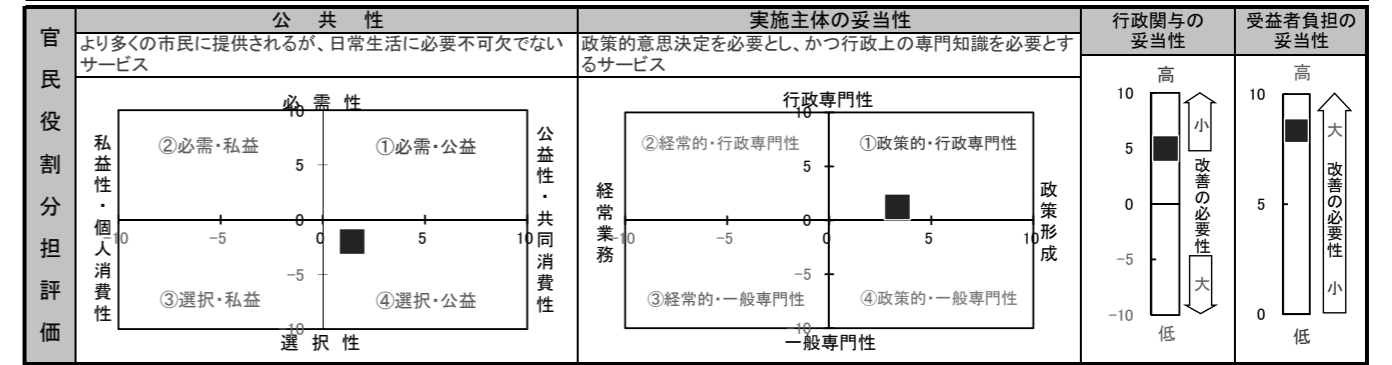 官民役割分担評価
公共性
より多くの市民に提供されるが、日常生活に必要不可欠でない
サービス
必需性
10
私益性・個人消費性
②必需・私益
①必需・公益
公益性・共同消費性
5
0
-10
-5
0
5
10
-5
③選択・私益
④選択・公益
-10
選択性
実施主体の妥当性
政策的意思決定を必要とし、かつ行政上の専門知識を必要とす
るサービス
行政専門性
10
経常業務
②経常的・行政専門性
①政策的・行政専門性
政策形成
5
0
-10
-5
0
5
10
-5
③経常的・一般専門性
④政策的・一般専門性
-10
一般専門性
行政関与の
妥当性
高
10
5
0
-5
-10
低
小
改善の必要性
大
受益者負担の
妥当性
高
10
5
0
低
大
改善の必要性
小